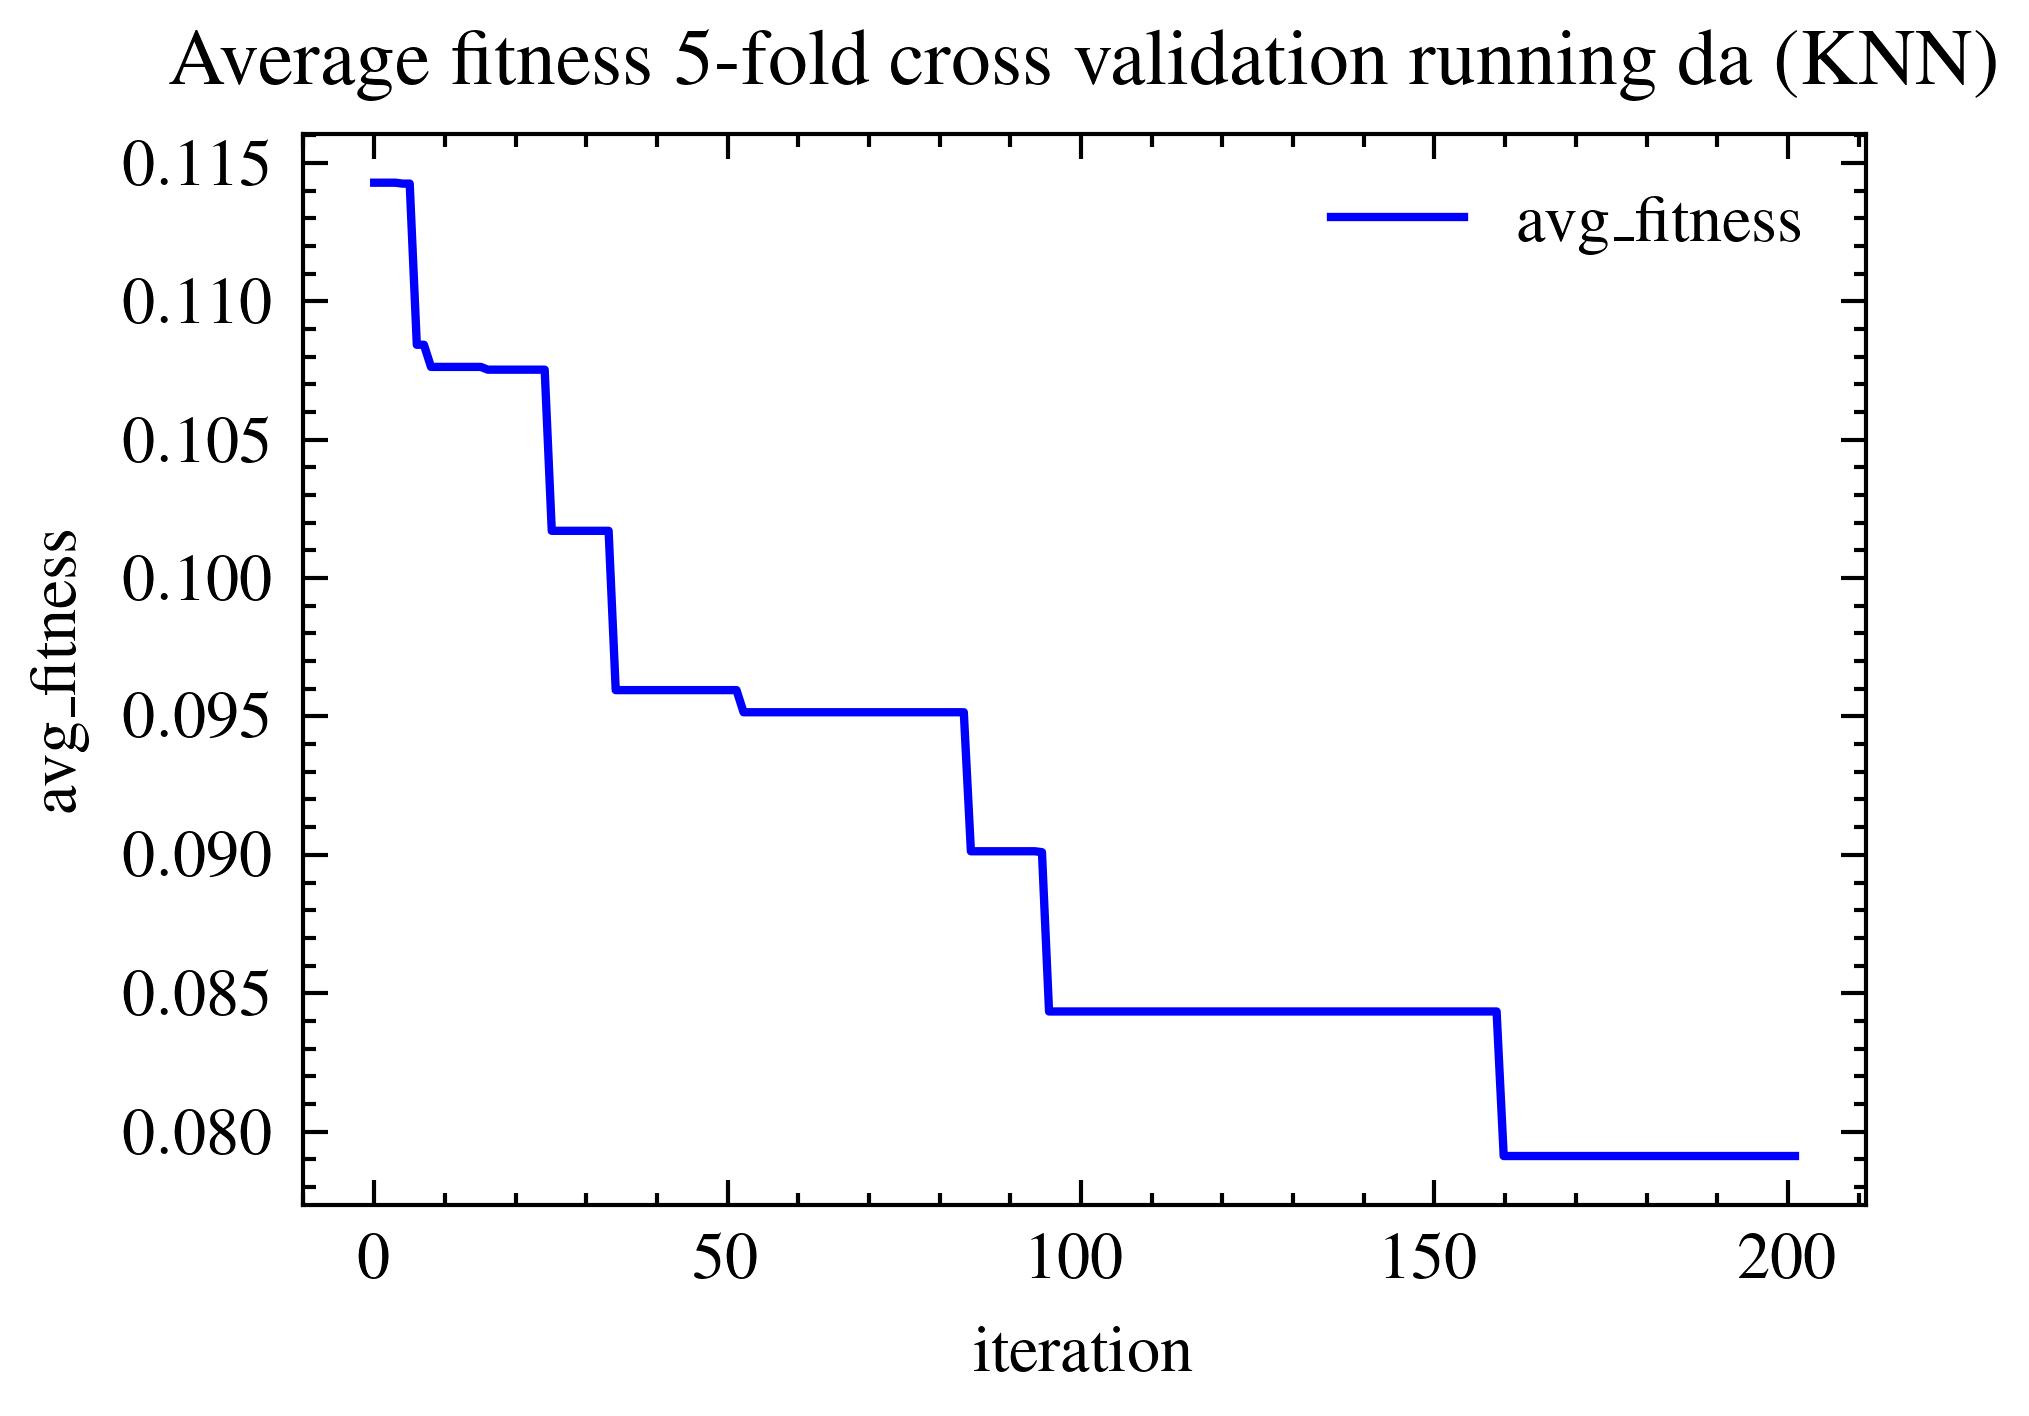 Average fitness 5-fold cross validation running da (KNN)
avg_fitness
0.115
0.110
0.105
0.100
0.095
0.090
0.085
0.080
avg_fitness
0 50 100 150 200
iteration